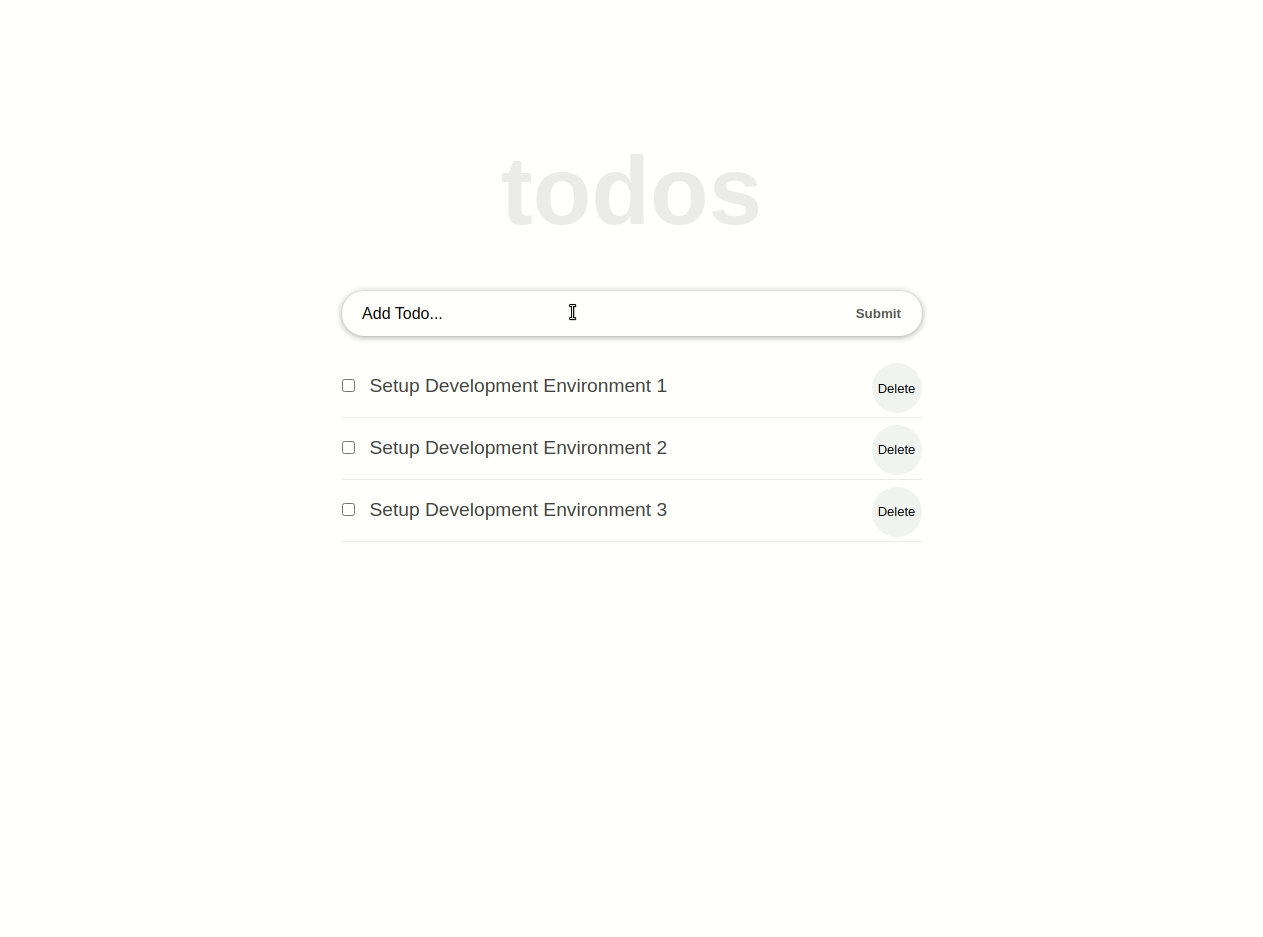 todos
Add Todo... Submit
Setup Development Environment 1 Delete
Setup Development Environment 2 Delete
Setup Development Environment 3 Delete